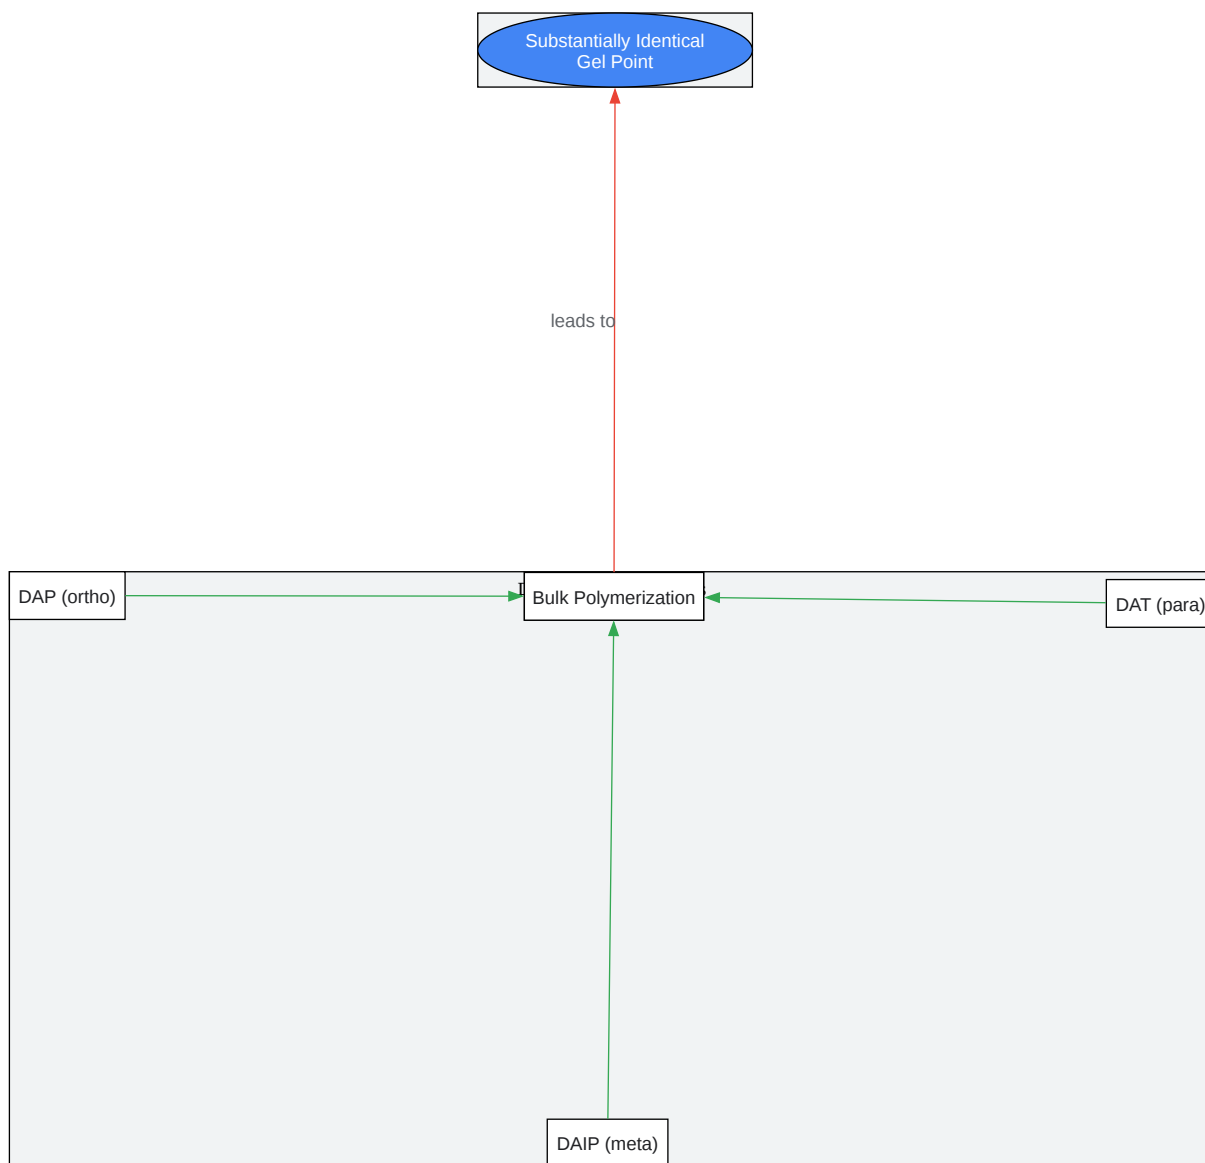 Substantially Identical
Gel Point
leads to
DAP (ortho)
Bulk Polymerization
DAT (para)
DAIP (meta)